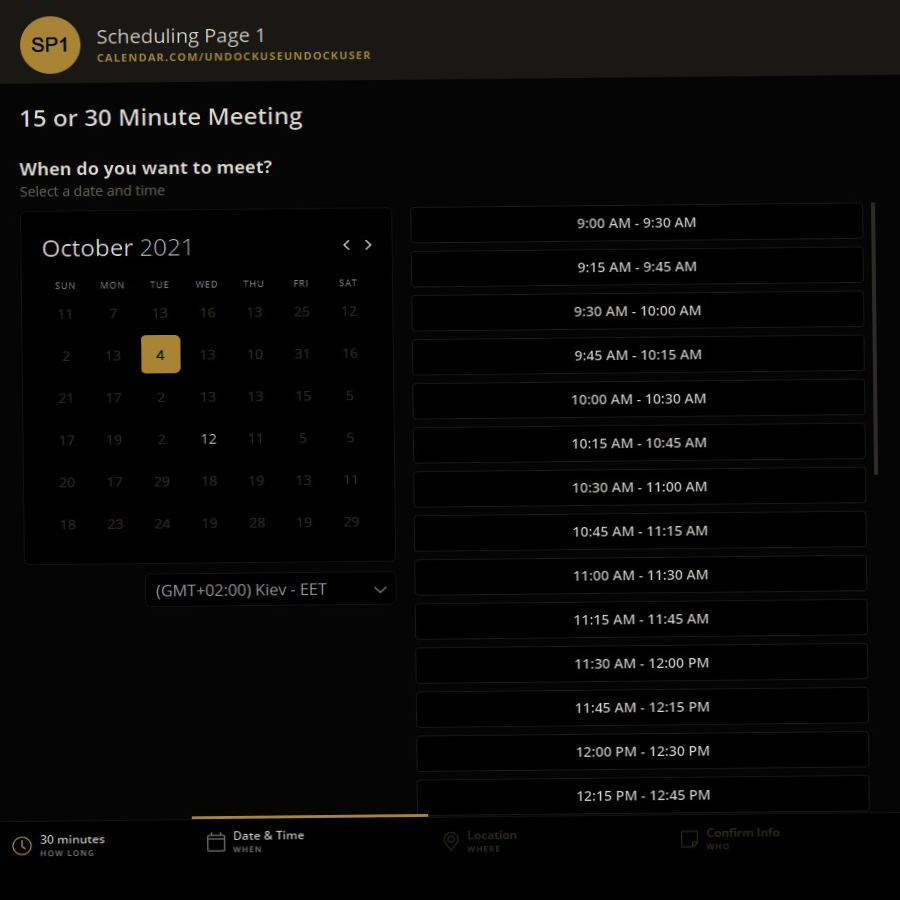 SP1
Scheduling Page 1
CALENDAR.COM/UNDOCKUSEUNDOCKUSER
15 or 30 Minute Meeting
When do you want to meet?
Select a date and time
October 2021
SUN MON TUE WED THU FRI SAT
11 7 13 16 13 25 12
2 13 4 13 10 31 16
21 17 2 13 13 15 5
17 19 2 12 11 5 5
20 17 29 18 19 13 11
18 23 24 19 28 19 29
(GMT+02:00) Kiev - EET
9:00 AM - 9:30 AM
9:15 AM - 9:45 AM
9:30 AM - 10:00 AM
9:45 AM - 10:15 AM
10:00 AM - 10:30 AM
10:15 AM - 10:45 AM
10:30 AM - 11:00 AM
10:45 AM - 11:15 AM
11:00 AM - 11:30 AM
11:15 AM - 11:45 AM
11:30 AM - 12:00 PM
11:45 AM - 12:15 PM
12:00 PM - 12:30 PM
12:15 PM - 12:45 PM
30 minutes
HOW LONG
Date & Time
WHEN
Location
WHERE
Confirm Info
WHO